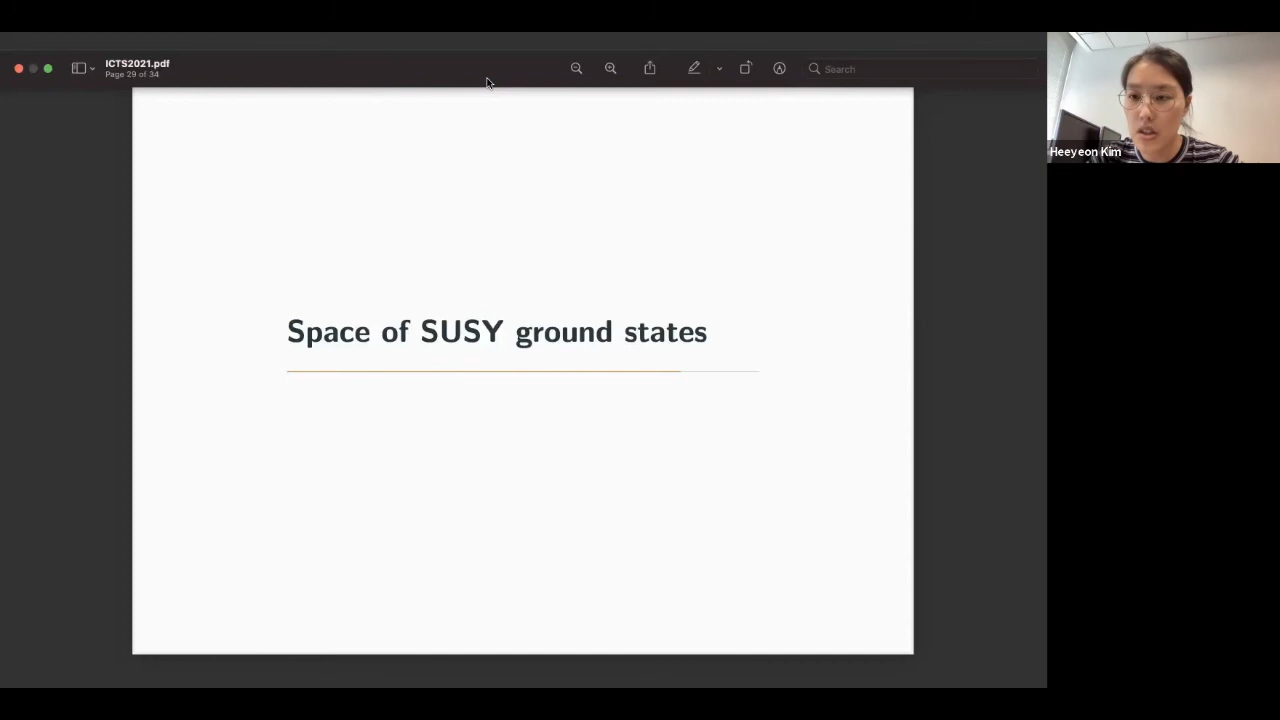 ICTS2021.pdf
Page 29 of 34
Search
Heeyeon Kim
Space of SUSY ground states